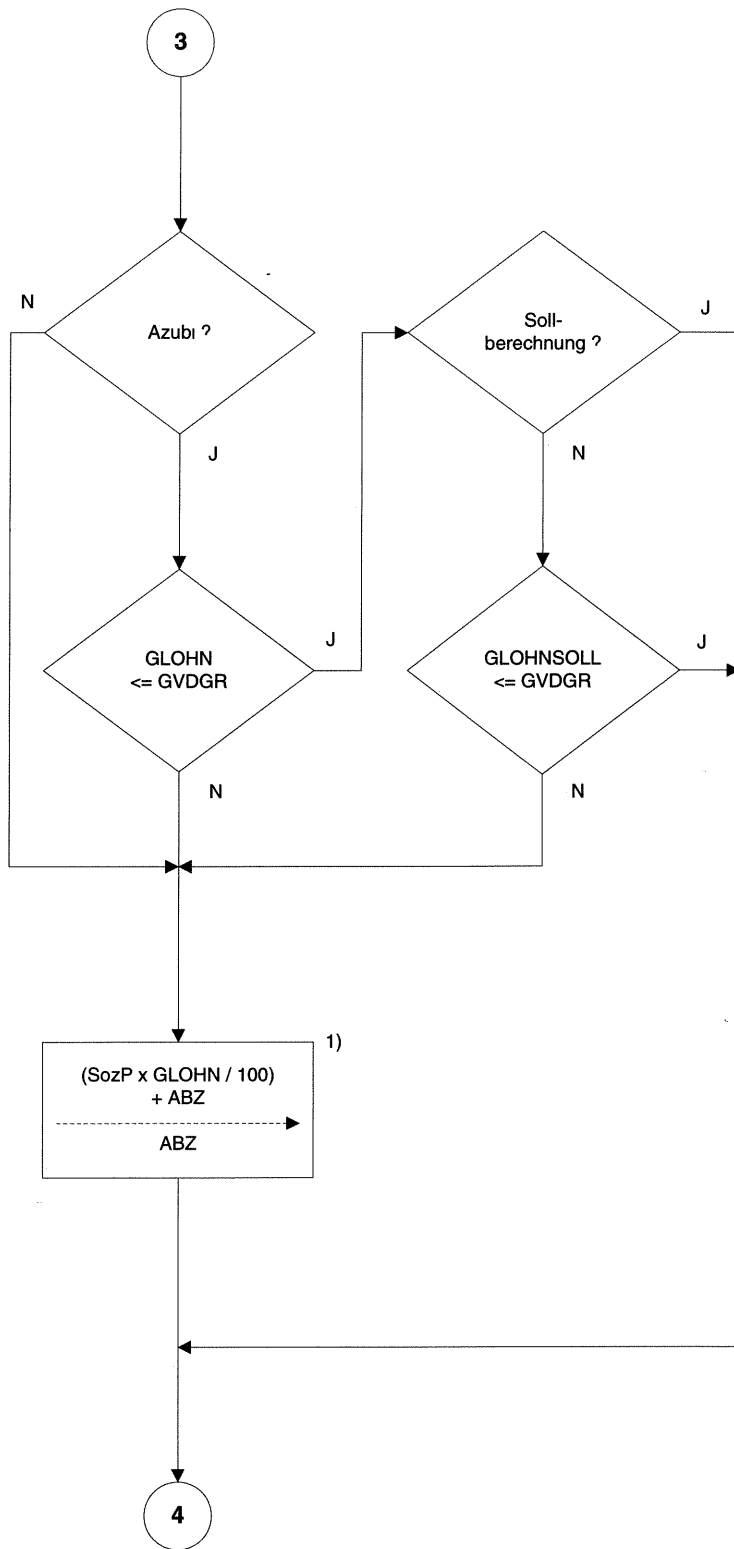 3
N
Azubi ?
J
Soll-
berechnung ?
J
N
GLOHN
<= GVDGR
J
N
GLOHNSOLL
<= GVDGR
J
N
1)
(SozP x GLOHN / 100)
+ ABZ
ABZ
4